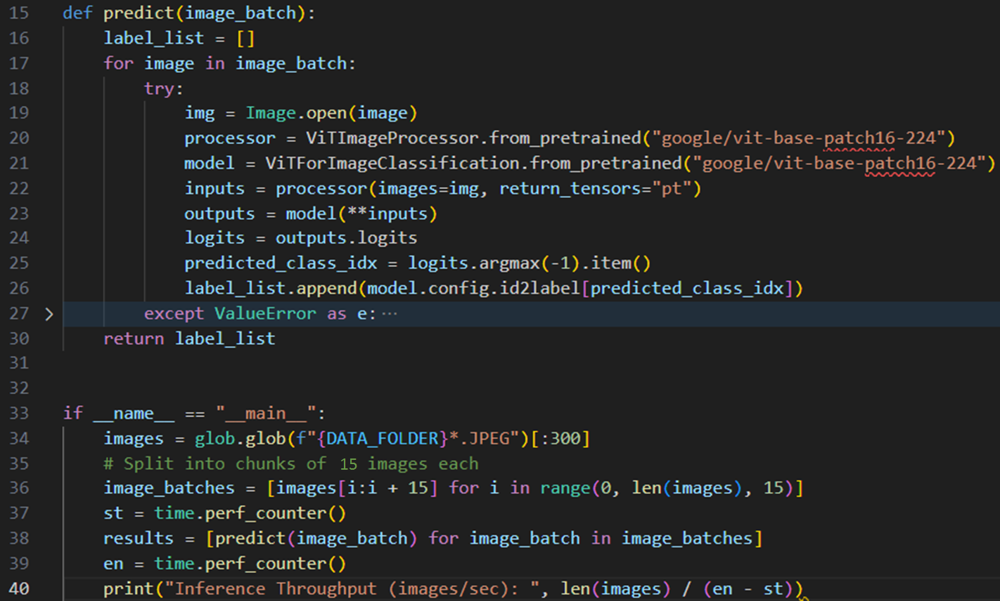 15 def predict(image_batch):
16     label_list = []
17     for image in image_batch:
18         try:
19             img = Image.open(image)
20             processor = ViTImageProcessor.from_pretrained("google/vit-base-patch16-224")
21             model = ViTForImageClassification.from_pretrained("google/vit-base-patch16-224")
22             inputs = processor(images=img, return_tensors="pt")
23             outputs = model(**inputs)
24             logits = outputs.logits
25             predicted_class_idx = logits.argmax(-1).item()
26             label_list.append(model.config.id2label[predicted_class_idx])
27 >       except ValueError as e: ···
30     return label_list
31
32
33 if __name__ == "__main__":
34     images = glob.glob(f"{DATA_FOLDER}*.JPEG")[:300]
35     # Split into chunks of 15 images each
36     image_batches = [images[i:i + 15] for i in range(0, len(images), 15)]
37     st = time.perf_counter()
38     results = [predict(image_batch) for image_batch in image_batches]
39     en = time.perf_counter()
40     print("Inference Throughput (images/sec): ", len(images) / (en - st))